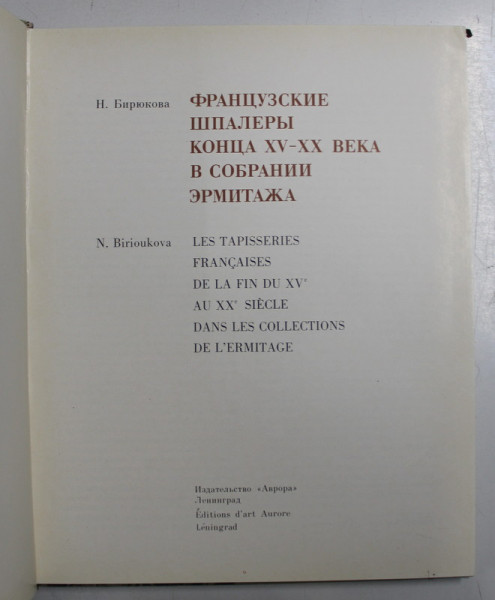 Н. Бирюкова ФРАНЦУЗСКИЕ
ШПАЛЕРЫ
КОНЦА XV–XX ВЕКА
В СОБРАНИИ
ЭРМИТАЖА
N. Birioukova LES TAPISSERIES
FRANÇAISES
DE LA FIN DU XVe
AU XXe SIÈCLE
DANS LES COLLECTIONS
DE L'ERMITAGE
Издательство «Аврора»
Ленинград
Éditions d'art Aurore
Léningrad